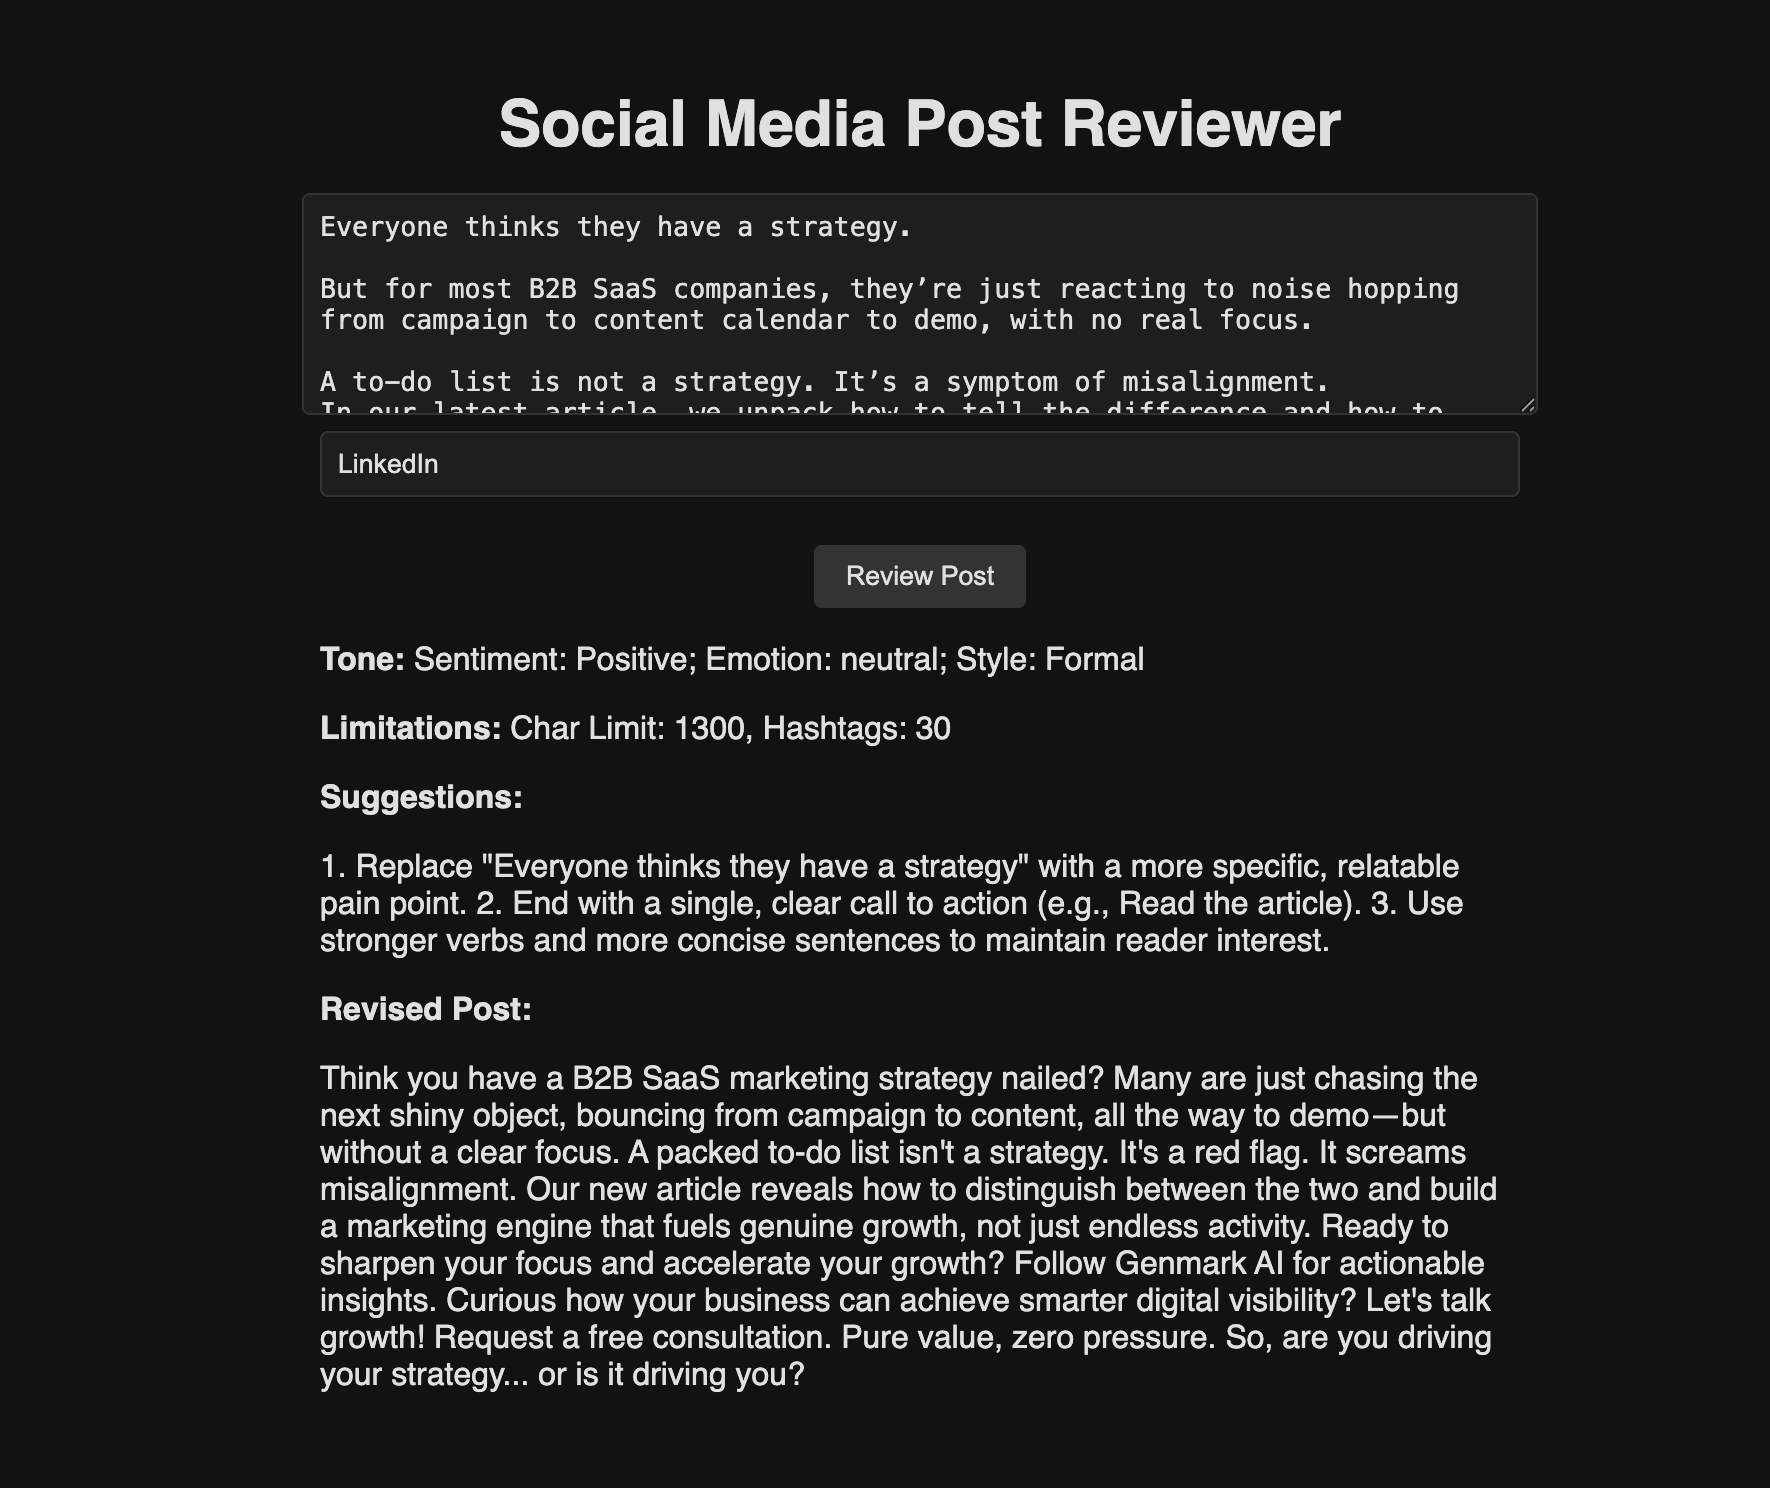 Social Media Post Reviewer
Everyone thinks they have a strategy.
But for most B2B SaaS companies, they’re just reacting to noise hopping
from campaign to content calendar to demo, with no real focus.
A to-do list is not a strategy. It’s a symptom of misalignment.
In our latest article, we unpack how to tell the difference and how to
LinkedIn
Review Post
Tone: Sentiment: Positive; Emotion: neutral; Style: Formal
Limitations: Char Limit: 1300, Hashtags: 30
Suggestions:
1. Replace "Everyone thinks they have a strategy" with a more specific, relatable
pain point. 2. End with a single, clear call to action (e.g., Read the article). 3. Use
stronger verbs and more concise sentences to maintain reader interest.
Revised Post:
Think you have a B2B SaaS marketing strategy nailed? Many are just chasing the
next shiny object, bouncing from campaign to content, all the way to demo—but
without a clear focus. A packed to-do list isn't a strategy. It's a red flag. It screams
misalignment. Our new article reveals how to distinguish between the two and build
a marketing engine that fuels genuine growth, not just endless activity. Ready to
sharpen your focus and accelerate your growth? Follow Genmark AI for actionable
insights. Curious how your business can achieve smarter digital visibility? Let's talk
growth! Request a free consultation. Pure value, zero pressure. So, are you driving
your strategy... or is it driving you?